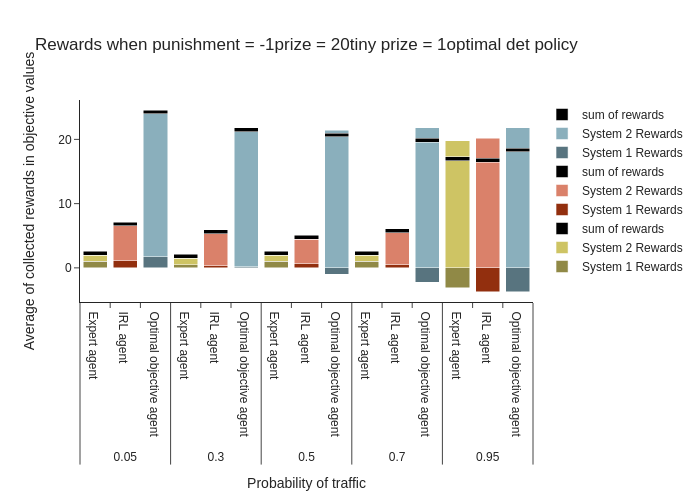 Rewards when punishment = -1prize = 20tiny prize = 1optimal det policy
Average of collected rewards in objective values
20
10
0
sum of rewards
System 2 Rewards
System 1 Rewards
sum of rewards
System 2 Rewards
System 1 Rewards
sum of rewards
System 2 Rewards
System 1 Rewards
Expert agent
IRL agent
Optimal objective agent
Expert agent
IRL agent
Optimal objective agent
Expert agent
IRL agent
Optimal objective agent
Expert agent
IRL agent
Optimal objective agent
Expert agent
IRL agent
Optimal objective agent
0.05
0.3
0.5
0.7
0.95
Probability of traffic